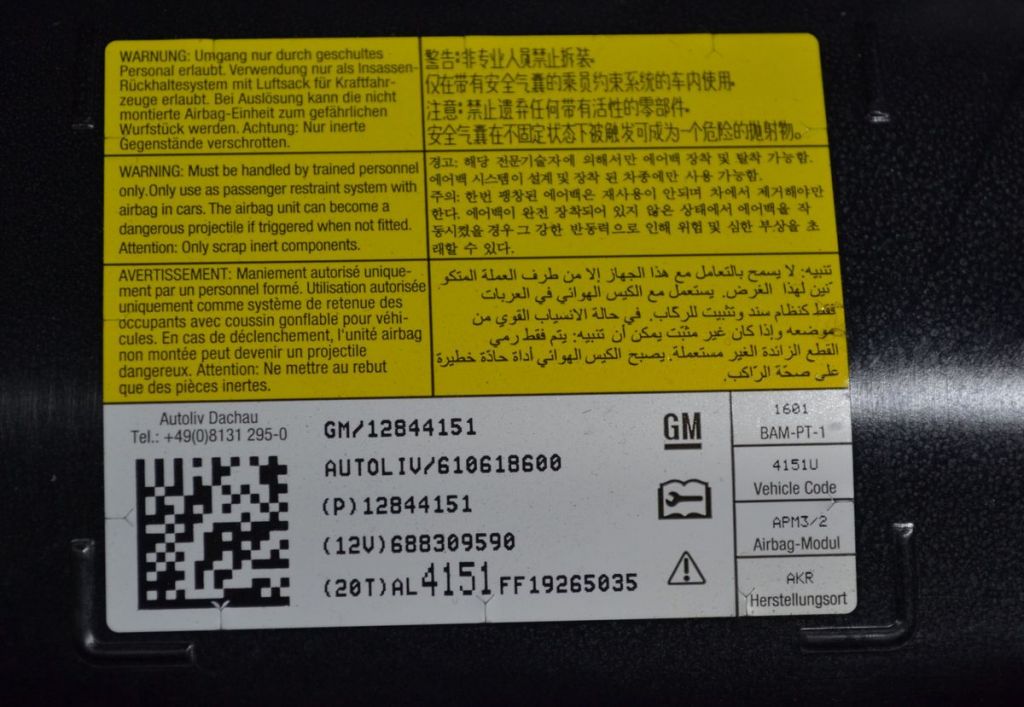 WARNUNG: Umgang nur durch geschultes
Personal erlaubt. Verwendung nur als Insassen-
Rückhaltesystem mit Luftsack für Kraftfahr-
zeuge erlaubt. Bei Auslösung kann die nicht
montierte Airbag-Einheit zum gefährlichen
Wurfstück werden. Achtung: Nur inerte
Gegenstände verschrotten.
警告:非专业人员禁止拆装.
仅在带有安全气囊的乘员约束系统的车内使用.
注意:禁止遗弃任何带有活性的零部件.
安全气囊在不固定状态下被触发可成为一个危险的抛射物。
WARNING: Must be handled by trained personnel
only.Only use as passenger restraint system with
airbag in cars. The airbag unit can become a
dangerous projectile if triggered when not fitted.
Attention: Only scrap inert components.
경고: 해당 전문기술자에 의해서만 에어백 장착 및 탈착 가능함.
에어백 시스템이 설계 및 장착 된 차종에만 사용 가능함.
주의: 한번 팽창된 에어백은 재사용이 안되며 차에서 제거해야만
한다. 에어백이 완전 장착되어 있지 않은 상태에서 에어백을 작
동시켰을 경우 그 강한 반동력으로 인해 위험 및 심한 부상을 초
래할 수 있다.
AVERTISSEMENT: Maniement autorisé unique-
ment par un personnel formé. Utilisation autorisée
uniquement comme système de retenue des
occupants avec coussin gonflable pour véhi-
cules. En cas de déclenchement, l'unité airbag
non montée peut devenir un projectile
dangereux. Attention: Ne mettre au rebut
que des pièces inertes.
تنبيه: لا يسمح بالتعامل مع هذا الجهاز إلا من طرف العملة المتكو
نين لهذا الغرض. يستعمل مع الكيس الهوائي في العربات
فقط كنظام سند وتثبيت للركاب. في حالة الانسياب القوي من
موضعه وإذا كان غير مثبّت يمكن أن تنبيه: يتم فقط رمي
القطع الزائدة الغير مستعملة. يصبح الكيس الهوائي أداة حادّة خطيرة
على صحّة الرّاكب.
Autoliv Dachau
Tel.: +49(0)8131 295-0
GM/12844151
AUTOLIV/610618600
(P)12844151
(12V)688309590
(20T)AL4151FF19265035
GM
1601
BAM-PT-1
4151U
Vehicle Code
APM3/2
Airbag-Modul
AKR
Herstellungsort